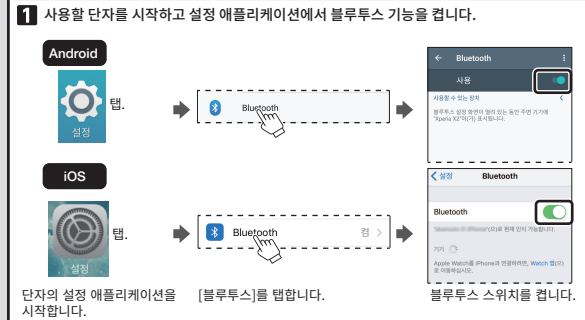 1 사용할 단자를 시작하고 설정 애플리케이션에서 블루투스 기능을 켭니다.
Android
설정
탭.
Bluetooth
Bluetooth
사용
사용할 수 있는 장치
블루투스 설정 화면이 열려 있는 동안 주변 기기에
"Xperia XZ"이(가) 표시됩니다.
iOS
설정
탭.
Bluetooth
켬
설정 Bluetooth
Bluetooth
(으)로 현재 인식 가능합니다.
기기
Apple Watch를 iPhone과 연결하려면, Watch 앱(으)
로 이동하십시오.
단자의 설정 애플리케이션을
시작합니다.
[블루투스]를 탭합니다.
블루투스 스위치를 켭니다.